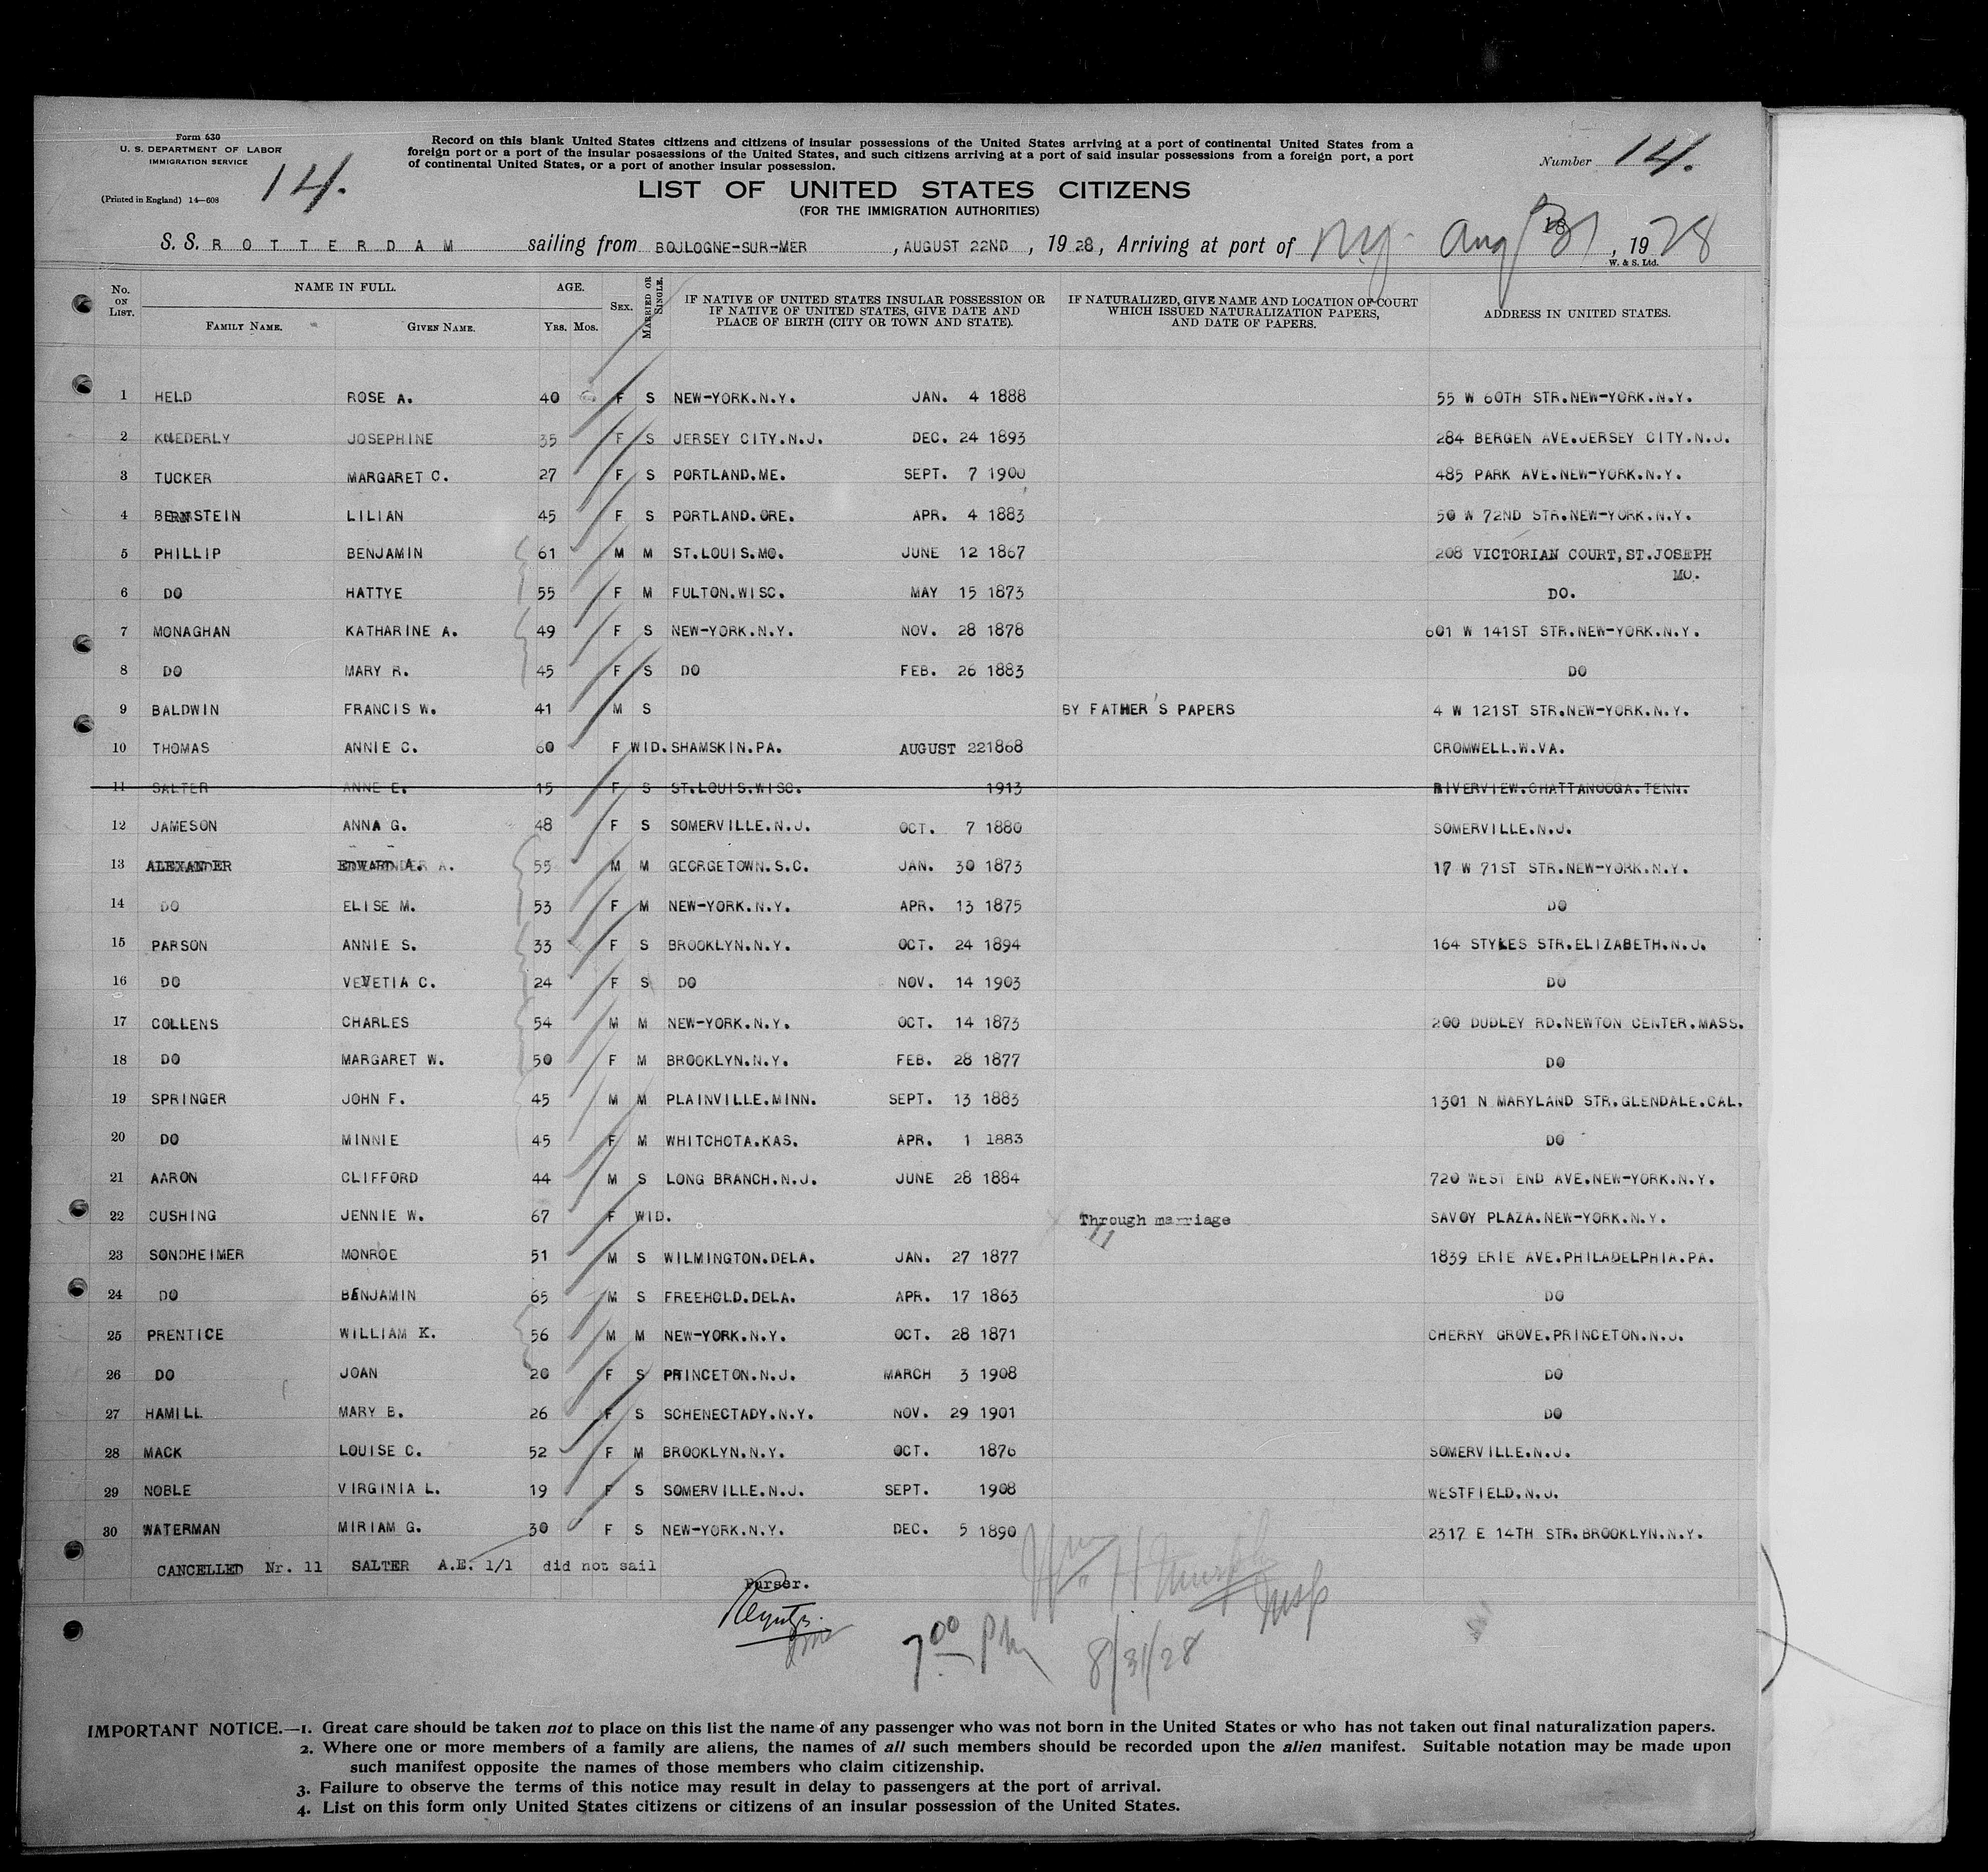 Form 630
U. S. DEPARTMENT OF LABOR
IMMIGRATION SERVICE
(Printed in England) 14—608
14.
Record on this blank United States citizens and citizens of insular possessions of the United States arriving at a port of continental United States from a
foreign port or a port of the insular possessions of the United States, and such citizens arriving at a port of said insular possessions from a foreign port, a port
of continental United States, or a port of another insular possession.
Number 14.
LIST OF UNITED STATES CITIZENS
(FOR THE IMMIGRATION AUTHORITIES)
S. S. ROTTERDAM sailing from BOULOGNE-SUR-MER, AUGUST 22ND, 1928, Arriving at port of N.Y. Aug 31, 1928
W. & S. Ltd.
No. ON LIST. NAME IN FULL. AGE. SEX. MARRIED OR SINGLE. IF NATIVE OF UNITED STATES INSULAR POSSESSION OR IF NATIVE OF UNITED STATES, GIVE DATE AND PLACE OF BIRTH (CITY OR TOWN AND STATE). IF NATURALIZED, GIVE NAME AND LOCATION OF COURT WHICH ISSUED NATURALIZATION PAPERS, AND DATE OF PAPERS. ADDRESS IN UNITED STATES.
FAMILY NAME. GIVEN NAME. YRS. MOS.
1 HELD ROSE A. 40 F S NEW-YORK.N.Y. JAN. 4 1888 55 W 60TH STR.NEW-YORK.N.Y.
2 KUEDERLY JOSEPHINE 35 F S JERSEY CITY.N.J. DEC. 24 1893 284 BERGEN AVE.JERSEY CITY.N.J.
3 TUCKER MARGARET C. 27 F S PORTLAND.ME. SEPT. 7 1900 485 PARK AVE.NEW-YORK.N.Y.
4 BERNSTEIN LILIAN 45 F S PORTLAND.ORE. APR. 4 1883 50 W 72ND STR.NEW-YORK.N.Y.
5 PHILLIP BENJAMIN 61 M M ST.LOUIS.MO. JUNE 12 1867 208 VICTORIAN COURT,ST.JOSEPH
MO.
6 DO HATTYE 55 F M FULTON.WISC. MAY 15 1873 DO.
7 MONAGHAN KATHARINE A. 49 F S NEW-YORK.N.Y. NOV. 28 1878 601 W 141ST STR.NEW-YORK.N.Y.
8 DO MARY R. 45 F S DO FEB. 26 1883 DO
9 BALDWIN FRANCIS W. 41 M S BY FATHER'S PAPERS 4 W 121ST STR.NEW-YORK.N.Y.
10 THOMAS ANNIE C. 60 F WID. SHAMSKIN.PA. AUGUST 221868 CROMWELL.W.VA.
11 SALTER ANNE E. 15 F S ST.LOUIS.WISC. 1913 RIVERVIEW.CHATTANOOGA.TENN.
12 JAMESON ANNA G. 48 F S SOMERVILLE.N.J. OCT. 7 1880 SOMERVILLE.N.J.
13 ALEXANDER EDWARD A. 55 M M GEORGETOWN.S.C. JAN. 30 1873 17 W 71ST STR.NEW-YORK.N.Y.
14 DO ELISE M. 53 F M NEW-YORK.N.Y. APR. 13 1875 DO
15 PARSON ANNIE S. 33 F S BROOKLYN.N.Y. OCT. 24 1894 164 STYLES STR.ELIZABETH.N.J.
16 DO VENETIA C. 24 F S DO NOV. 14 1903 DO
17 COLLENS CHARLES 54 M M NEW-YORK.N.Y. OCT. 14 1873 200 DUDLEY RD.NEWTON CENTER.MASS.
18 DO MARGARET W. 50 F M BROOKLYN.N.Y. FEB. 28 1877 DO
19 SPRINGER JOHN F. 45 M M PLAINVILLE.MINN. SEPT. 13 1883 1301 N MARYLAND STR.GLENDALE.CAL.
20 DO MINNIE 45 F M WHITCHOTA.KAS. APR. 1 1883 DO
21 AARON CLIFFORD 44 M S LONG BRANCH.N.J. JUNE 28 1884 720 WEST END AVE.NEW-YORK.N.Y.
22 CUSHING JENNIE W. 67 F WID. Through marriage SAVOY PLAZA.NEW-YORK.N.Y.
23 SONDHEIMER MONROE 51 M S WILMINGTON.DELA. JAN. 27 1877 1839 ERIE AVE.PHILADELPHIA.PA.
24 DO BENJAMIN 65 M S FREEHOLD.DELA. APR. 17 1863 DO
25 PRENTICE WILLIAM K. 56 M M NEW-YORK.N.Y. OCT. 28 1871 CHERRY GROVE.PRINCETON.N.J.
26 DO JOAN 20 F S PRINCETON.N.J. MARCH 3 1908 DO
27 HAMILL MARY B. 26 F S SCHENECTADY.N.Y. NOV. 29 1901 DO
28 MACK LOUISE C. 52 F M BROOKLYN.N.Y. OCT. 1876 SOMERVILLE.N.J.
29 NOBLE VIRGINIA L. 19 F S SOMERVILLE.N.J. SEPT. 1908 WESTFIELD.N.J.
30 WATERMAN MIRIAM G. 30 F S NEW-YORK.N.Y. DEC. 5 1890 2317 E 14TH STR.BROOKLYN.N.Y.
CANCELLED Nr. 11 SALTER A.E. 1/1 did not sail
Purser.
Wm H Murphy Insp
7 00 PM 8/31/28
IMPORTANT NOTICE.—1. Great care should be taken not to place on this list the name of any passenger who was not born in the United States or who has not taken out final naturalization papers.
2. Where one or more members of a family are aliens, the names of all such members should be recorded upon the alien manifest. Suitable notation may be made upon
such manifest opposite the names of those members who claim citizenship.
3. Failure to observe the terms of this notice may result in delay to passengers at the port of arrival.
4. List on this form only United States citizens or citizens of an insular possession of the United States.